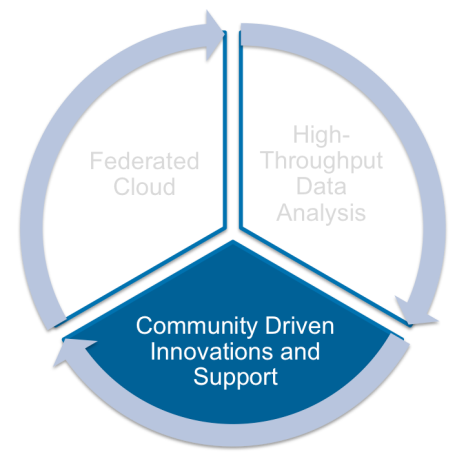 Federated
Cloud
High-
Throughput
Data
Analysis
Community Driven
Innovations and
Support